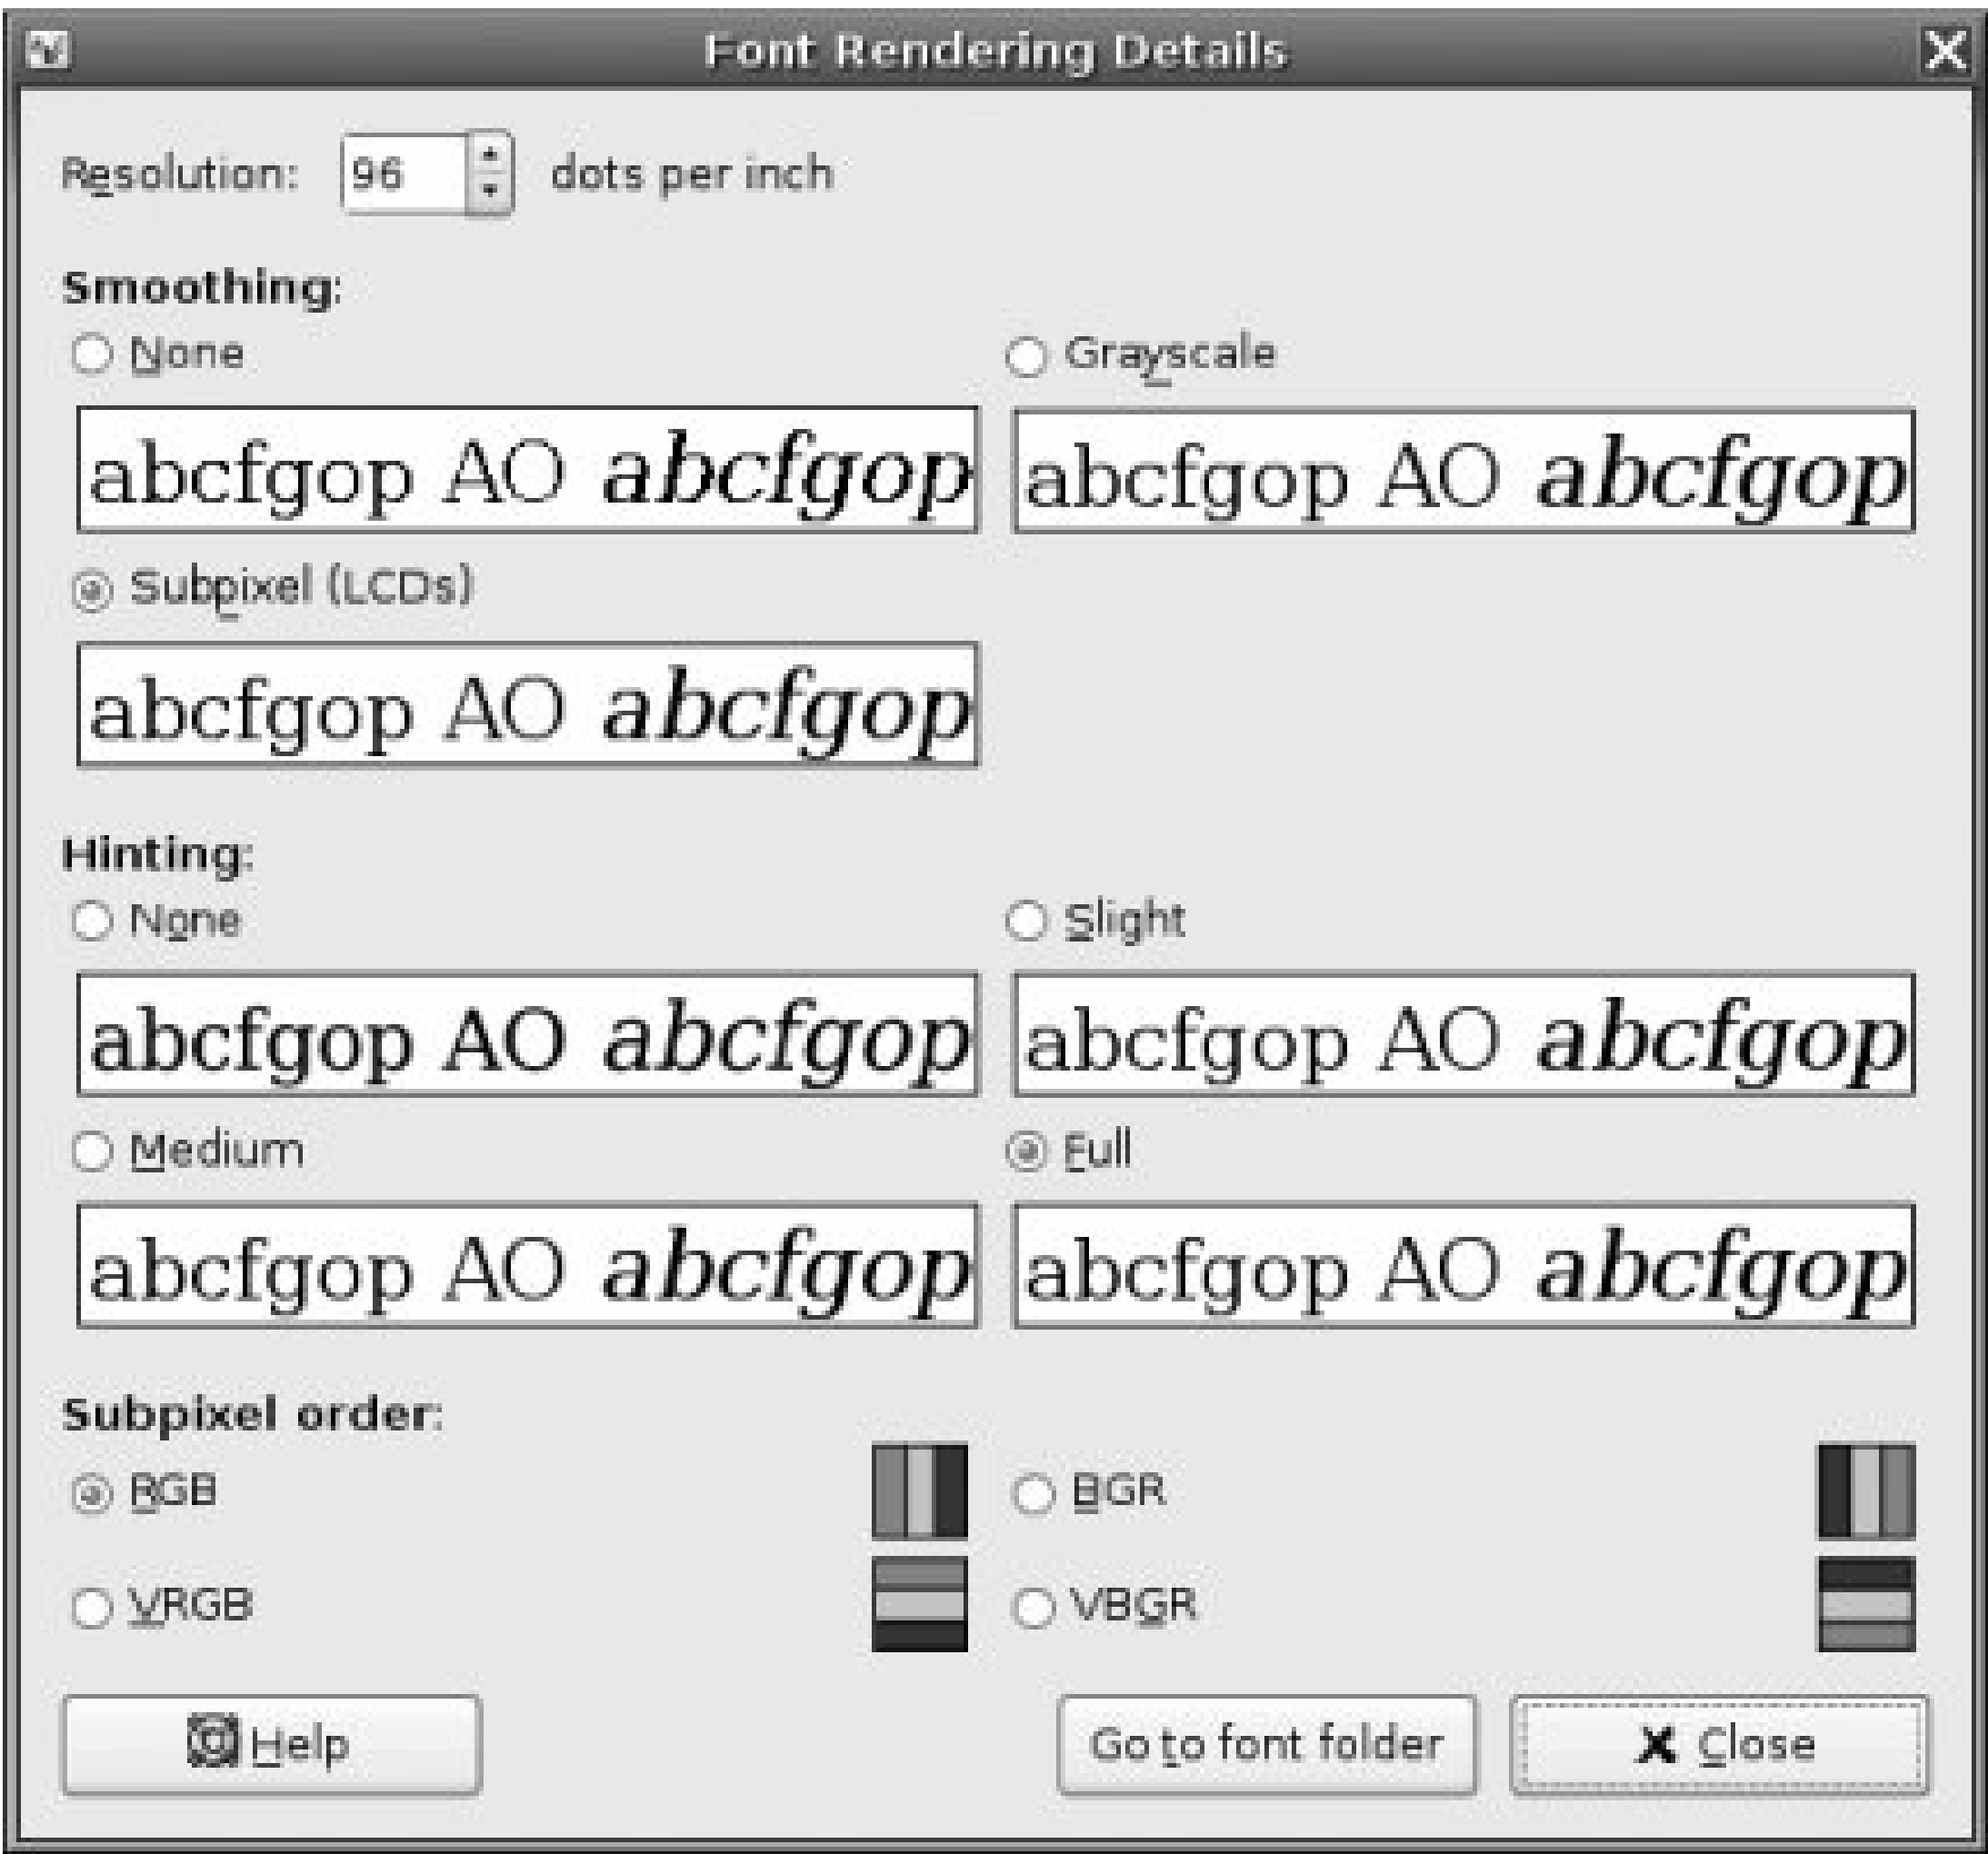 Font Rendering Details
Resolution: 96 dots per inch
Smoothing:
None Grayscale
abcfgop AO abcfgop abcfgop AO abcfgop
Subpixel (LCDs)
abcfgop AO abcfgop
Hinting:
None Slight
abcfgop AO abcfgop abcfgop AO abcfgop
Medium Full
abcfgop AO abcfgop abcfgop AO abcfgop
Subpixel order:
RGB BGR
VRGB VBGR
Help Go to font folder Close